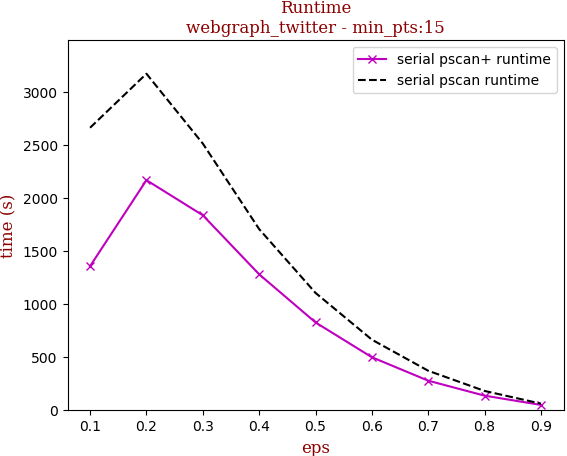 Runtime
webgraph_twitter - min_pts:15
serial pscan+ runtime
serial pscan runtime
time (s)
3000
2500
2000
1500
1000
500
0
0.1 0.2 0.3 0.4 0.5 0.6 0.7 0.8 0.9
eps